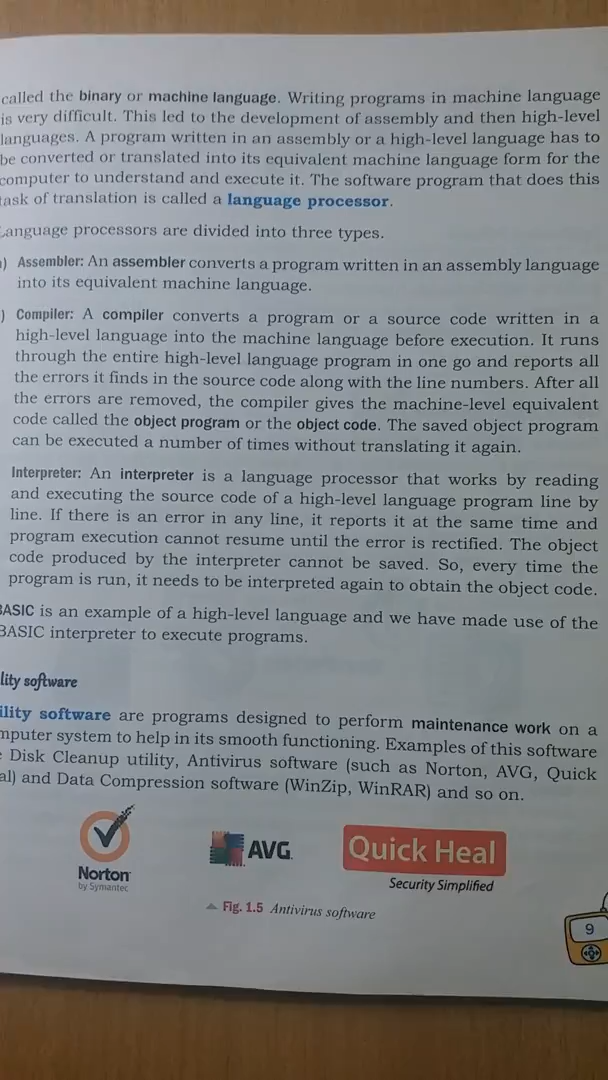 called the binary or machine language. Writing programs in machine language
is very difficult. This led to the development of assembly and then high-level
languages. A program written in an assembly or a high-level language has to
be converted or translated into its equivalent machine language form for the
computer to understand and execute it. The software program that does this
task of translation is called a language processor.
Language processors are divided into three types.
) Assembler: An assembler converts a program written in an assembly language
into its equivalent machine language.
) Compiler: A compiler converts a program or a source code written in a
high-level language into the machine language before execution. It runs
through the entire high-level language program in one go and reports all
the errors it finds in the source code along with the line numbers. After all
the errors are removed, the compiler gives the machine-level equivalent
code called the object program or the object code. The saved object program
can be executed a number of times without translating it again.
Interpreter: An interpreter is a language processor that works by reading
and executing the source code of a high-level language program line by
line. If there is an error in any line, it reports it at the same time and
program execution cannot resume until the error is rectified. The object
code produced by the interpreter cannot be saved. So, every time the
program is run, it needs to be interpreted again to obtain the object code.
BASIC is an example of a high-level language and we have made use of the
BASIC interpreter to execute programs.
lity software
ility software are programs designed to perform maintenance work on a
mputer system to help in its smooth functioning. Examples of this software
Disk Cleanup utility, Antivirus software (such as Norton, AVG, Quick
al) and Data Compression software (WinZip, WinRAR) and so on.
Norton
by Symantec
AVG
Quick Heal
Security Simplified
Fig. 1.5 Antivirus software
9